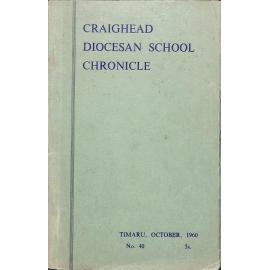 CRAIGHEAD
DIOCESAN SCHOOL
CHRONICLE
TIMARU, OCTOBER, 1960
No. 40 5s.